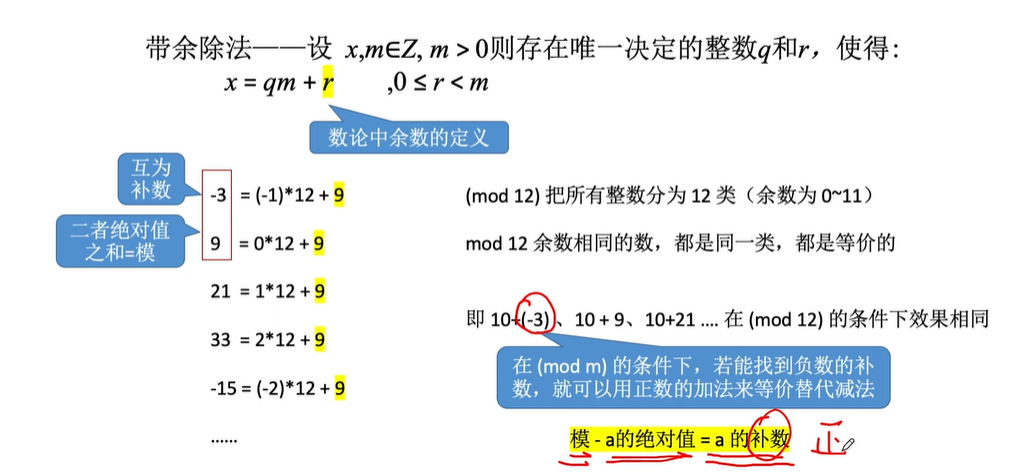 带余除法——设 x,m∈Z, m > 0则存在唯一决定的整数q和r，使得:
x = qm + r ,0 ≤ r < m
数论中余数的定义
互为
补数
二者绝对值
之和=模
-3 = (-1)*12 + 9
9 = 0*12 + 9
21 = 1*12 + 9
33 = 2*12 + 9
-15 = (-2)*12 + 9
......
(mod 12) 把所有整数分为 12 类（余数为 0~11）
mod 12 余数相同的数，都是同一类，都是等价的
即 10+(-3)、10 + 9、10+21 .... 在 (mod 12) 的条件下效果相同
在 (mod m) 的条件下，若能找到负数的补
数，就可以用正数的加法来等价替代减法
模 - a的绝对值 = a 的补数
正